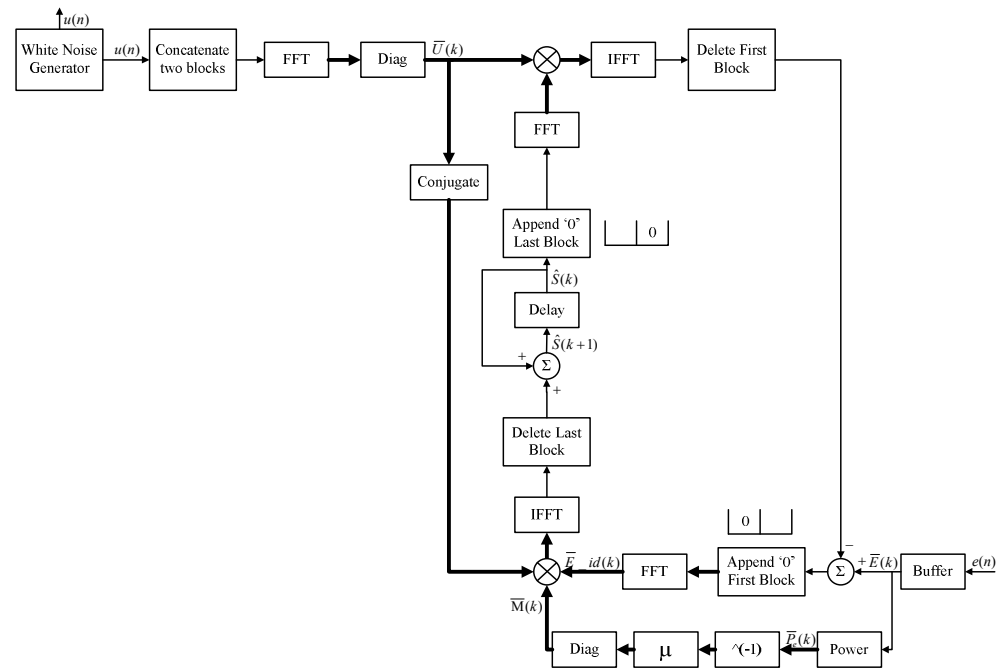 u(n)
White Noise
Generator
u(n)
Concatenate
two blocks
FFT
Diag
U̅(k)
IFFT
Delete First
Block
FFT
Conjugate
Append ‘0’
Last Block
0
Ŝ(k)
Delay
Ŝ(k+1)
+
Σ
+
Delete Last
Block
IFFT
0
E̅_id(k)
FFT
Append ‘0’
First Block
−
Σ
+
E̅(k)
Buffer
e(n)
M̅(k)
Diag
μ
^(-1)
P̅e(k)
Power